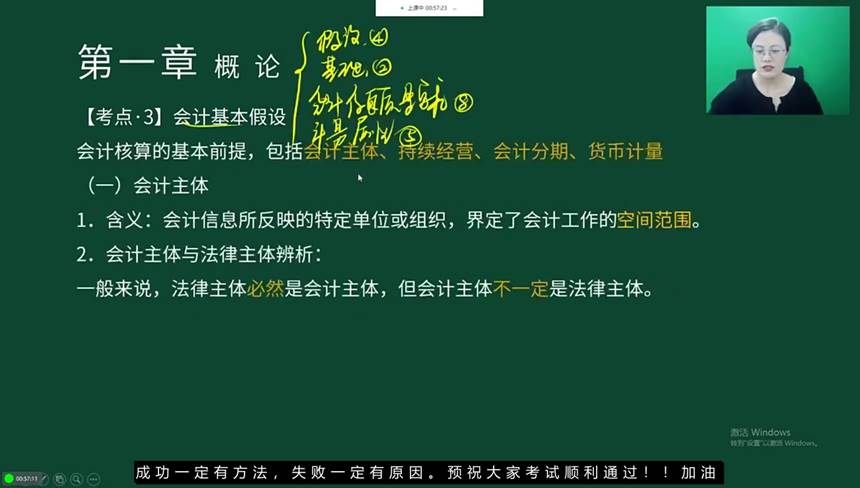 上课中 00:57:23
第一章 概论
假设 ④
基础 ②
会计信息质量要求 ⑧
计量属性 ⑤
【考点·3】会计基本假设
会计核算的基本前提，包括会计主体、持续经营、会计分期、货币计量
（一）会计主体
1．含义：会计信息所反映的特定单位或组织，界定了会计工作的空间范围。
2．会计主体与法律主体辨析：
一般来说，法律主体必然是会计主体，但会计主体不一定是法律主体。
激活 Windows
转到"设置"以激活 Windows。
00:57:11
成功一定有方法，失败一定有原因。预祝大家考试顺利通过！！加油